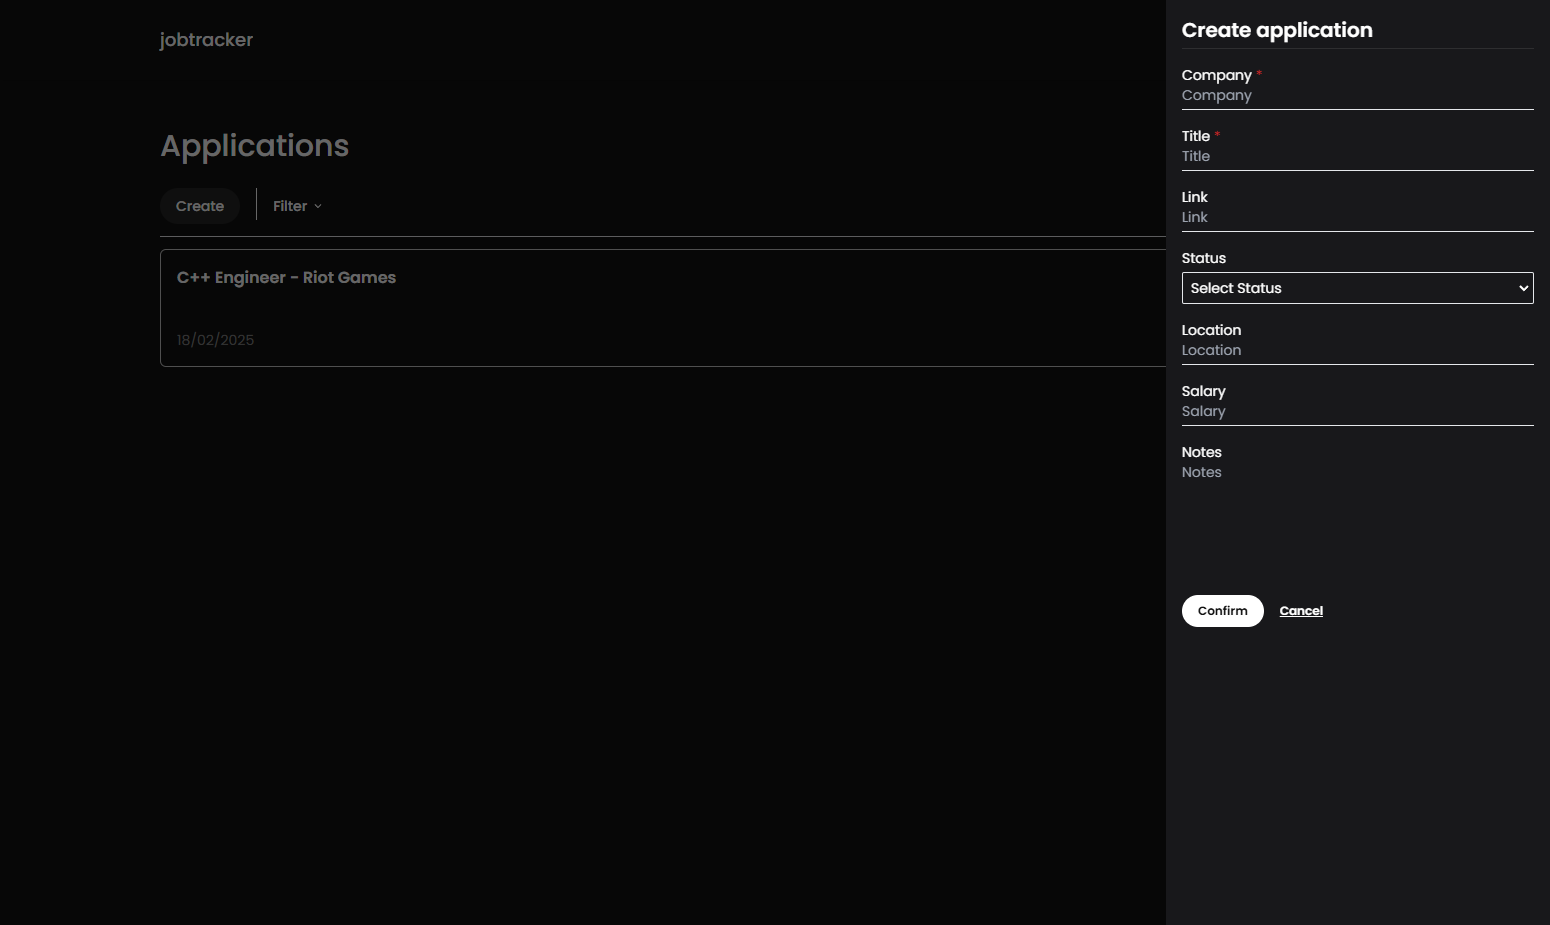 jobtracker
Applications
Create
Filter
C++ Engineer - Riot Games
18/02/2025
Create application
Company *
Company
Title *
Title
Link
Link
Status
Select Status
Location
Location
Salary
Salary
Notes
Notes
Confirm
Cancel